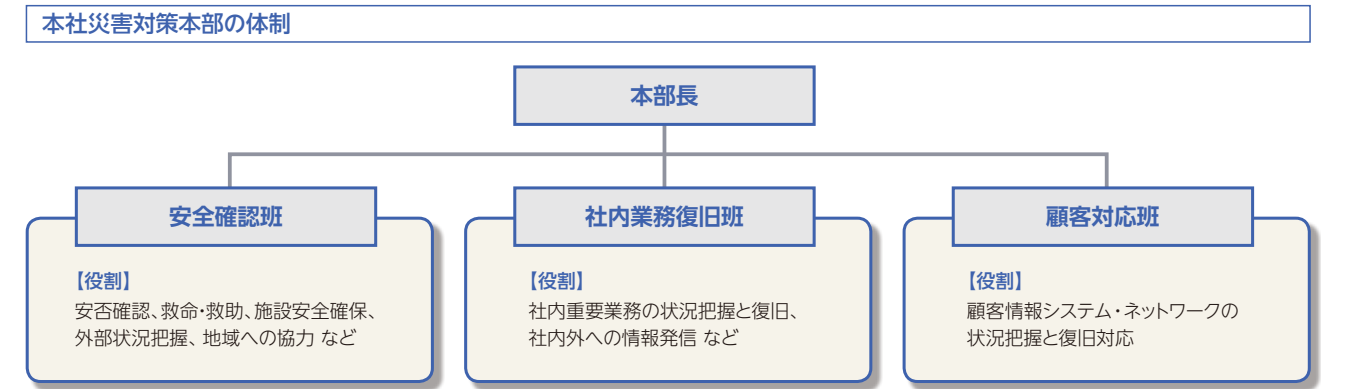 本社災害対策本部の体制
本部長
安全確認班
【役割】
安否確認、救命・救助、施設安全確保、
外部状況把握、地域への協力 など
社内業務復旧班
【役割】
社内重要業務の状況把握と復旧、
社内外への情報発信 など
顧客対応班
【役割】
顧客情報システム・ネットワークの
状況把握と復旧対応